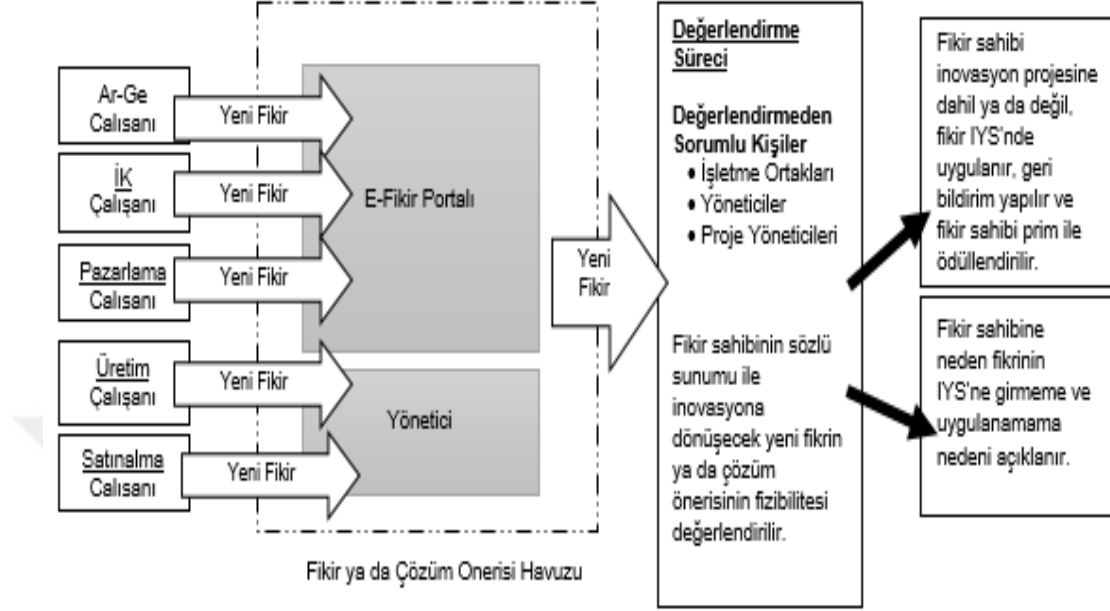 Ar-Ge
Calısanı
Yeni Fikir
İK
Çalışanı
Yeni Fikir
Pazarlama
Calısanı
Yeni Fikir
Üretim
Çalışanı
Yeni Fikir
Satınalma
Calısanı
Yeni Fikir
E-Fikir Portalı
Yönetici
Fikir ya da Çözüm Onerisi Havuzu
Yeni
Fikir
Değerlendirme
Süreci
Değerlendirmeden
Sorumlu Kişiler
• İşletme Ortakları
• Yöneticiler
• Proje Yöneticileri
Fikir sahibinin sözlü
sunumu ile
inovasyona
dönüşecek yeni fikrin
ya da çözüm
önerisinin fizibilitesi
değerlendirilir.
Fikir sahibi
inovasyon projesine
dahil ya da değil,
fikir IYS'nde
uygulanır, geri
bildirim yapılır ve
fikir sahibi prim ile
ödüllendirilir.
Fikir sahibine
neden fikrinin
IYS'ne girmeme ve
uygulanamama
nedeni açıklanır.